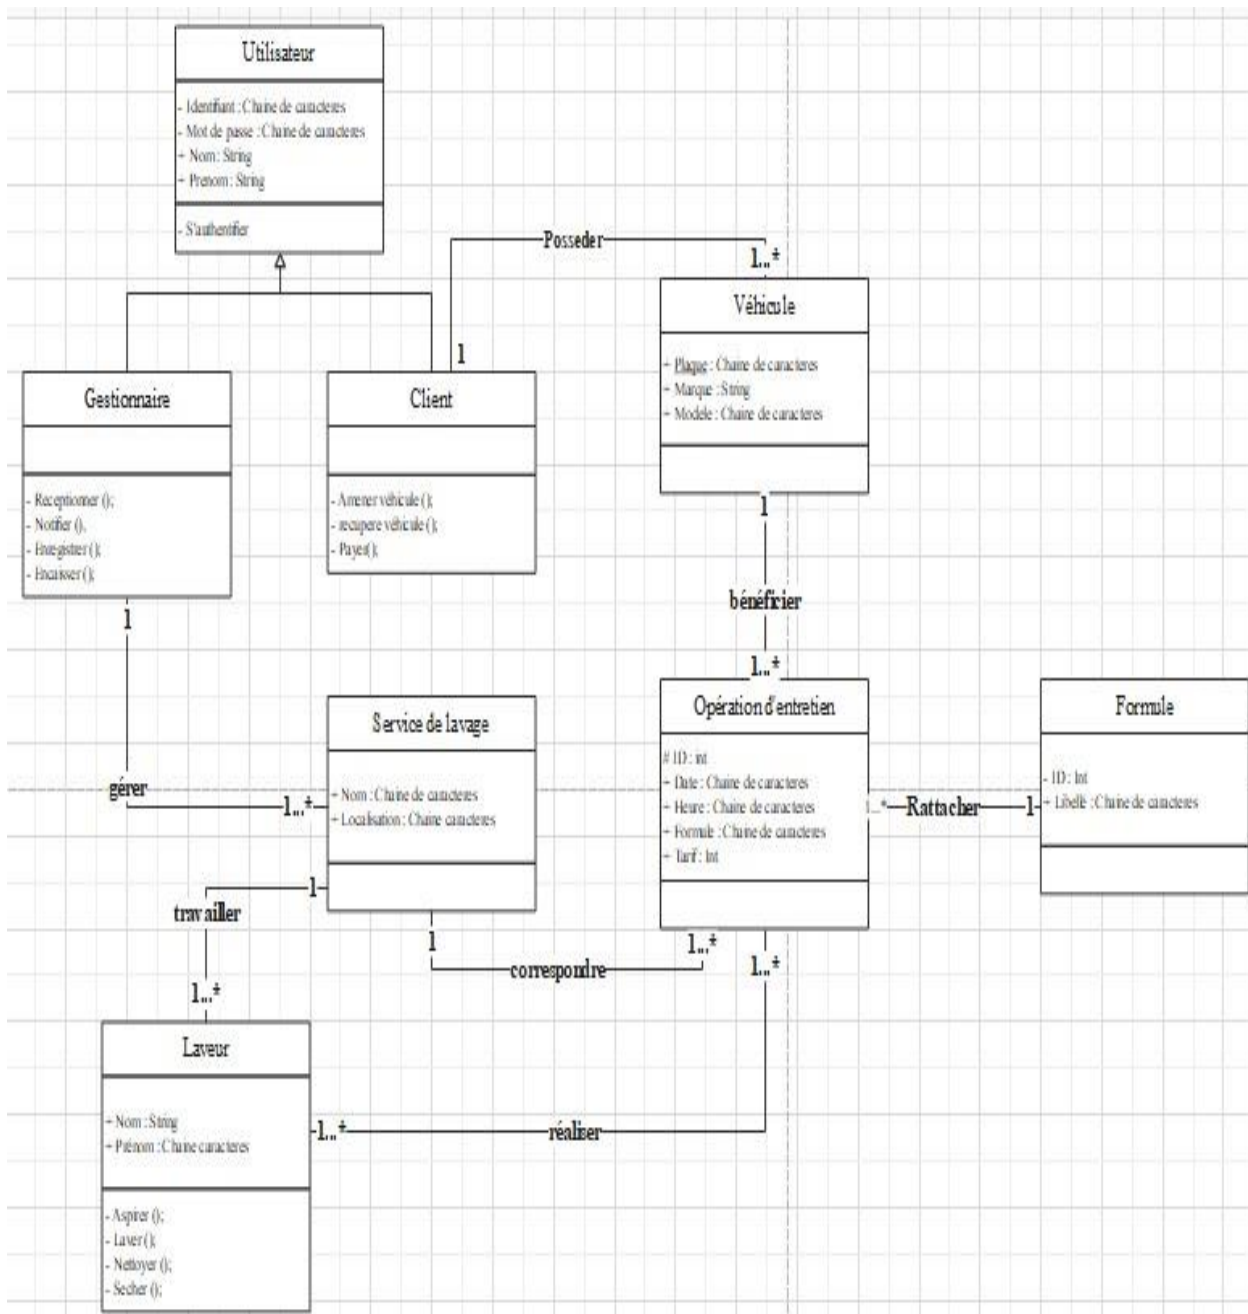 Utilisateur
- Identifiant : Chaine de caracteres
- Mot de passe : Chaine de caracteres
+ Nom : String
+ Prenom : String
- S'authentifier
Posseder
1...*
1
Véhicule
+ Plaque : Chaine de caracteres
+ Marque : String
+ Modele : Chaine de caracteres
Gestionnaire
- Receptionner ();
- Notifier (),
- Enregistrer ();
- Encaisser ();
Client
- Amener véhicule ();
- recupere véhicule ();
- Payer();
1
1
bénéficier
1...*
gérer
1...*
Service de lavage
+ Nom : Chaine de caracteres
+ Localisation : Chaine caracteres
Opération d'entretien
# ID : int
+ Date : Chaine de caracteres
+ Heure : Chaine de caracteres
+ Formule : Chaine de caracteres
+ Tarif : Int
1...*
Rattacher
1
Formule
- ID : Int
+ Libellé : Chaine de caracteres
1
travailler
1...*
1
correspondre
1...*
1...*
Laveur
+ Nom : String
+ Prénom : Chaine caracteres
- Aspirer ();
- Laver ();
- Nettoyer ();
- Secher ();
1...*
réaliser